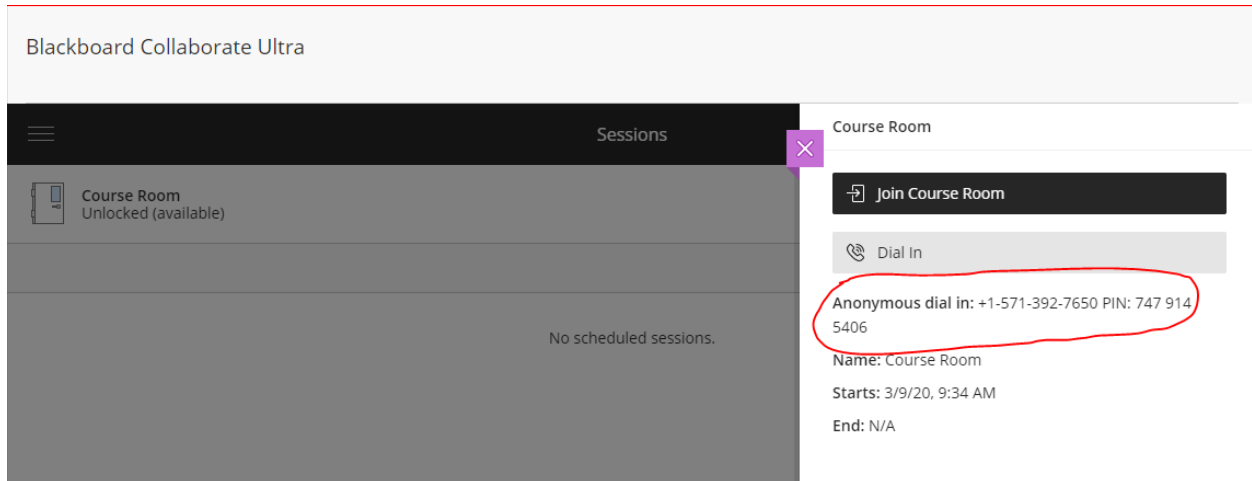 Blackboard Collaborate Ultra
Sessions
Course Room
Unlocked (available)
No scheduled sessions.
Course Room
Join Course Room
Dial In
Anonymous dial in: +1-571-392-7650 PIN: 747 914
5406
Name: Course Room
Starts: 3/9/20, 9:34 AM
End: N/A